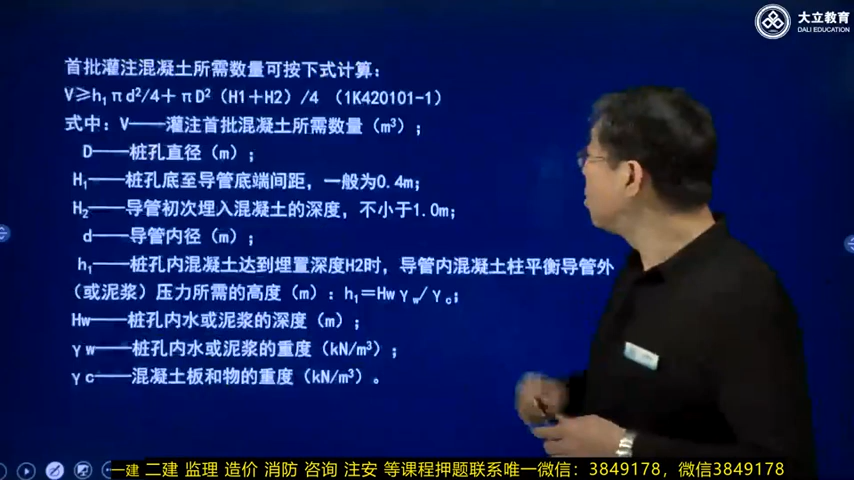 大立教育
DALI EDUCATION
首批灌注混凝土所需数量可按下式计算：
V≥h₁πd²/4＋πD²（H1＋H2）/4 （1K420101-1）
式中：V——灌注首批混凝土所需数量（m³）；
D——桩孔直径（m）；
H₁——桩孔底至导管底端间距，一般为0.4m；
H₂——导管初次埋入混凝土的深度，不小于1.0m；
d——导管内径（m）；
h₁——桩孔内混凝土达到埋置深度H2时，导管内混凝土柱平衡导管外
（或泥浆）压力所需的高度（m）：h₁＝Hwγw/γc；
Hw——桩孔内水或泥浆的深度（m）；
γw——桩孔内水或泥浆的重度（kN/m³）；
γc——混凝土板和物的重度（kN/m³）。
一建 二建 监理 造价 消防 咨询 注安 等课程押题联系唯一微信：3849178，微信3849178